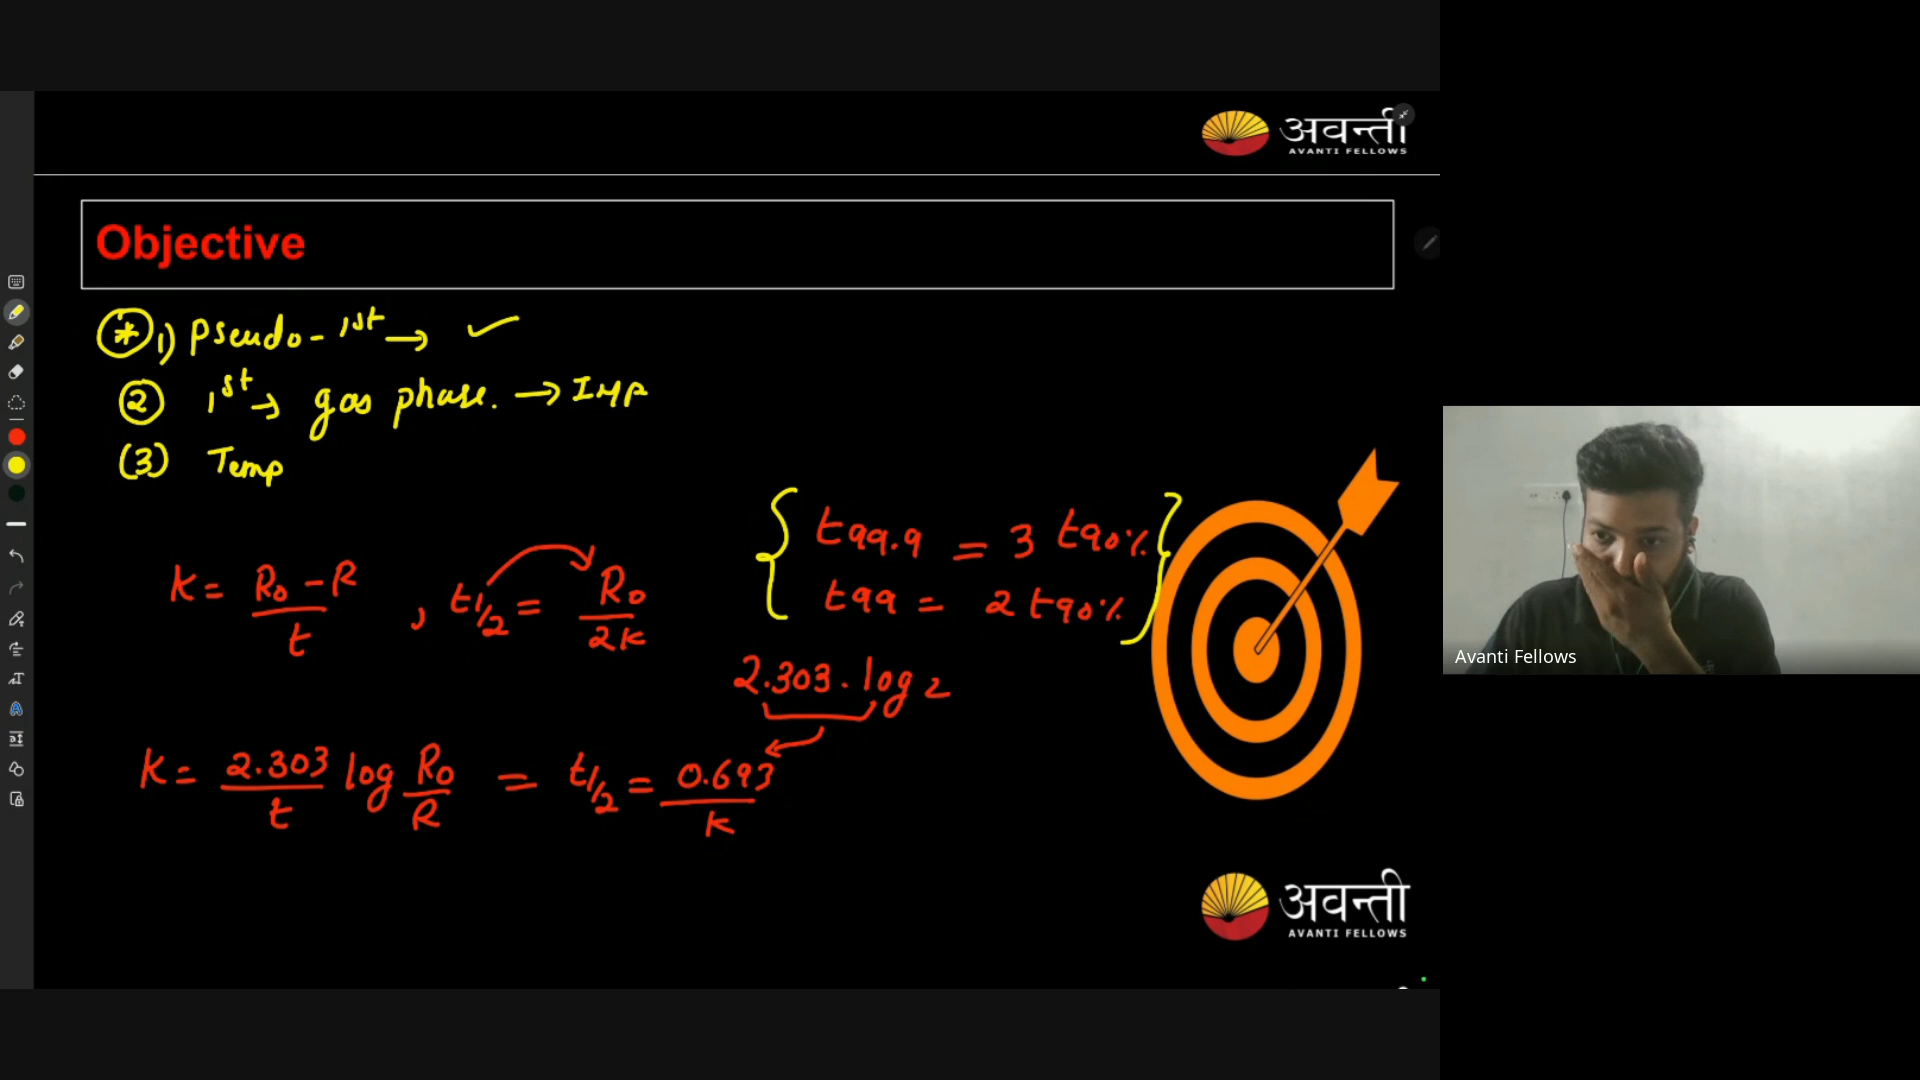 अवन्ती
AVANTI FELLOWS
Objective
* 1) Pseudo-1st → ✓
② 1st → gas phase. → IMP
(3) Temp
t99.9 = 3 t90%
t99 = 2 t90%
K = R0 - R / t , t1/2 = R0 / 2K
2.303 . log 2
K = 2.303 / t log R0 / R = t1/2 = 0.693 / K
Avanti Fellows
अवन्ती
AVANTI FELLOWS